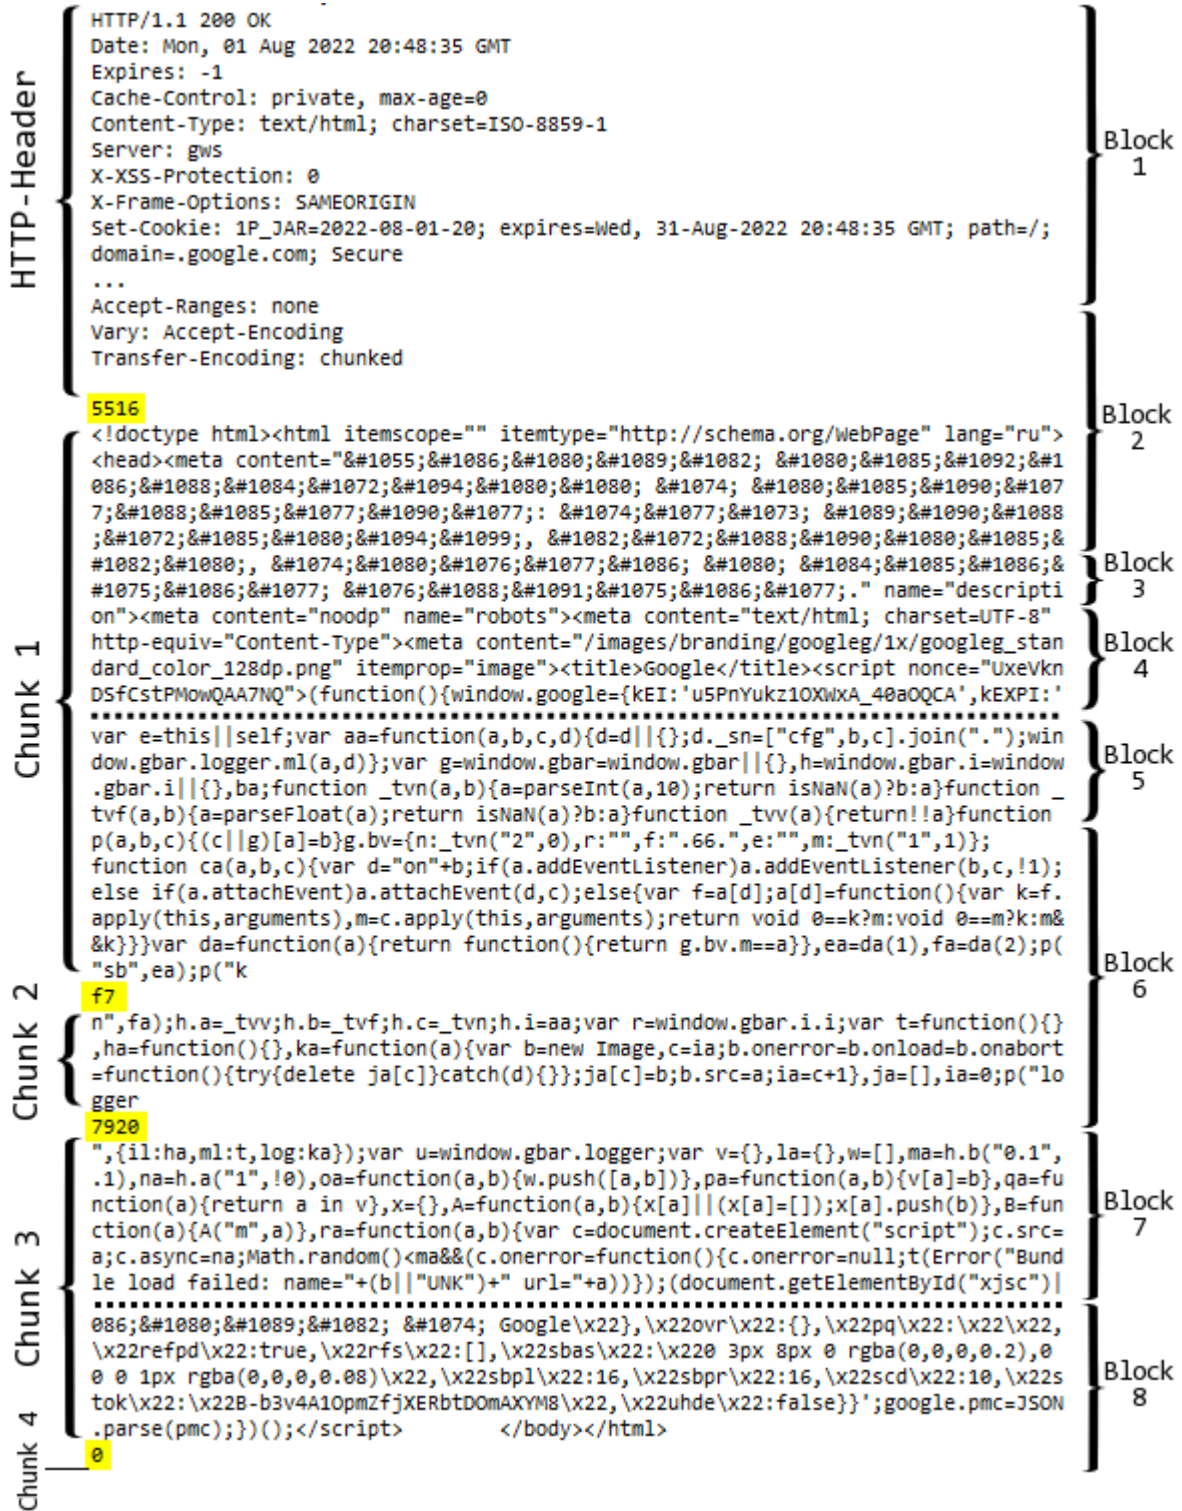 HTTP-Header
HTTP/1.1 200 OK
Date: Mon, 01 Aug 2022 20:48:35 GMT
Expires: -1
Cache-Control: private, max-age=0
Content-Type: text/html; charset=ISO-8859-1
Server: gws
X-XSS-Protection: 0
X-Frame-Options: SAMEORIGIN
Set-Cookie: 1P_JAR=2022-08-01-20; expires=Wed, 31-Aug-2022 20:48:35 GMT; path=/;
domain=.google.com; Secure
...
Accept-Ranges: none
Vary: Accept-Encoding
Transfer-Encoding: chunked
Block
1
5516
Block
2
Chunk 1
<!doctype html><html itemscope="" itemtype="http://schema.org/WebPage" lang="ru">
<head><meta content="&#1055;&#1086;&#1080;&#1089;&#1082; &#1080;&#1085;&#1092;&#1
086;&#1088;&#1084;&#1072;&#1094;&#1080;&#1080; &#1074; &#1080;&#1085;&#1090;&#107
7;&#1088;&#1085;&#1077;&#1090;&#1077;: &#1074;&#1077;&#1073; &#1089;&#1090;&#1088
;&#1072;&#1085;&#1080;&#1094;&#1099;, &#1082;&#1072;&#1088;&#1090;&#1080;&#1085;&
#1082;&#1080;, &#1074;&#1080;&#1076;&#1077;&#1086; &#1080; &#1084;&#1085;&#1086;&
#1075;&#1086;&#1077; &#1076;&#1088;&#1091;&#1075;&#1086;&#1077;." name="descripti
on"><meta content="noodp" name="robots"><meta content="text/html; charset=UTF-8"
http-equiv="Content-Type"><meta content="/images/branding/googleg/1x/googleg_stan
dard_color_128dp.png" itemprop="image"><title>Google</title><script nonce="UxeVkn
DSfCstPMowQAA7NQ">(function(){window.google={kEI:'u5PnYukz1OXWxA_40aOQCA',kEXPI:'
Block
3
Block
4
var e=this||self;var aa=function(a,b,c,d){d=d||{};d._sn=["cfg",b,c].join(".");win
dow.gbar.logger.ml(a,d)};var g=window.gbar=window.gbar||{},h=window.gbar.i=window
.gbar.i||{},ba;function _tvn(a,b){a=parseInt(a,10);return isNaN(a)?b:a}function _
tvf(a,b){a=parseFloat(a);return isNaN(a)?b:a}function _tvv(a){return!!a}function
p(a,b,c){(c||g)[a]=b}g.bv={n:_tvn("2",0),r:"",f:".66.",e:"",m:_tvn("1",1)};
function ca(a,b,c){var d="on"+b;if(a.addEventListener)a.addEventListener(b,c,!1);
else if(a.attachEvent)a.attachEvent(d,c);else{var f=a[d];a[d]=function(){var k=f.
apply(this,arguments),m=c.apply(this,arguments);return void 0==k?m:void 0==m?k:m&
&k}}}var da=function(a){return function(){return g.bv.m==a}},ea=da(1),fa=da(2);p(
"sb",ea);p("k
Block
5
Block
6
f7
Chunk 2
n",fa);h.a=_tvv;h.b=_tvf;h.c=_tvn;h.i=aa;var r=window.gbar.i.i;var t=function(){}
,ha=function(){},ka=function(a){var b=new Image,c=ia;b.onerror=b.onload=b.onabort
=function(){try{delete ja[c]}catch(d){}};ja[c]=b;b.src=a;ia=c+1},ja=[],ia=0;p("lo
gger
7920
Chunk 3
",{il:ha,ml:t,log:ka});var u=window.gbar.logger;var v={},la={},w=[],ma=h.b("0.1",
.1),na=h.a("1",!0),oa=function(a,b){w.push([a,b])},pa=function(a,b){v[a]=b},qa=fu
nction(a){return a in v},x={},A=function(a,b){x[a]||(x[a]=[]);x[a].push(b)},B=fun
ction(a){A("m",a)},ra=function(a,b){var c=document.createElement("script");c.src=
a;c.async=na;Math.random()<ma&&(c.onerror=function(){c.onerror=null;t(Error("Bund
le load failed: name="+(b||"UNK")+" url="+a))});(document.getElementById("xjsc")|
Block
7
086;&#1080;&#1089;&#1082; &#1074; Google\x22},\x22ovr\x22:{},\x22pq\x22:\x22\x22,
\x22refpd\x22:true,\x22rfs\x22:[],\x22sbas\x22:\x220 3px 8px 0 rgba(0,0,0,0.2),0
0 0 1px rgba(0,0,0,0.08)\x22,\x22sbpl\x22:16,\x22sbpr\x22:16,\x22scd\x22:10,\x22s
tok\x22:\x22B-b3v4A1OpmZfjXERbtDOmAXYM8\x22,\x22uhde\x22:false}}';google.pmc=JSON
.parse(pmc);})();</script> </body></html>
Block
8
Chunk 4
0